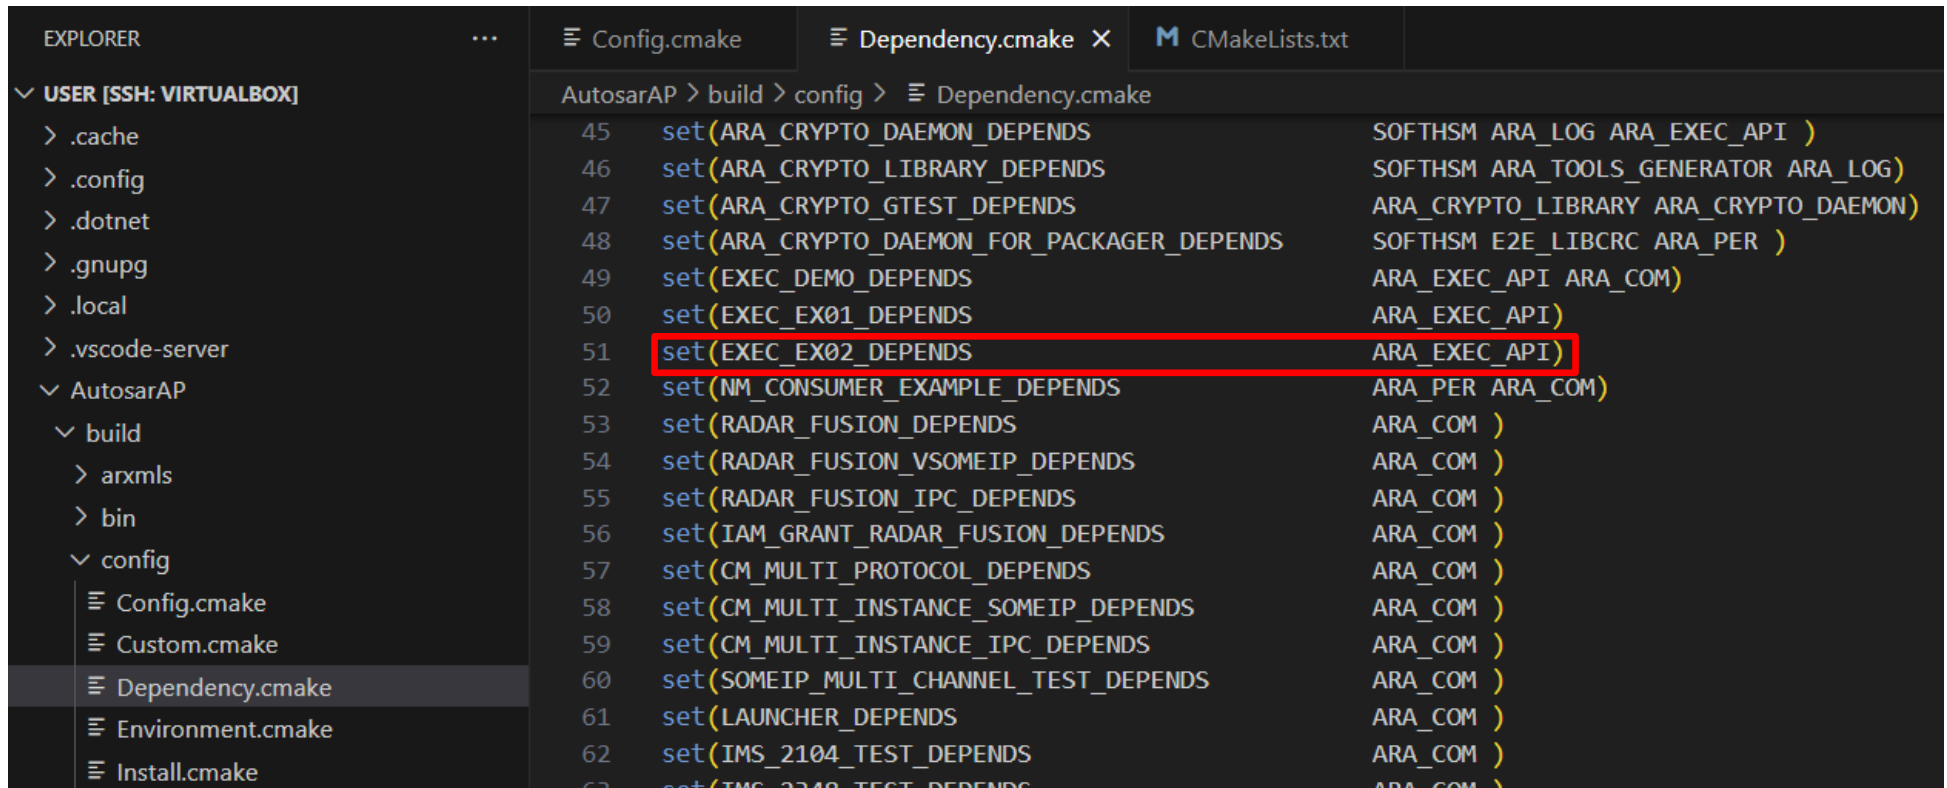 EXPLORER ...
USER [SSH: VIRTUALBOX]
.cache
.config
.dotnet
.gnupg
.local
.vscode-server
AutosarAP
build
arxmls
bin
config
Config.cmake
Custom.cmake
Dependency.cmake
Environment.cmake
Install.cmake
Config.cmake Dependency.cmake CMakeLists.txt
AutosarAP > build > config > Dependency.cmake
45 set(ARA_CRYPTO_DAEMON_DEPENDS SOFTHSM ARA_LOG ARA_EXEC_API )
46 set(ARA_CRYPTO_LIBRARY_DEPENDS SOFTHSM ARA_TOOLS_GENERATOR ARA_LOG)
47 set(ARA_CRYPTO_GTEST_DEPENDS ARA_CRYPTO_LIBRARY ARA_CRYPTO_DAEMON)
48 set(ARA_CRYPTO_DAEMON_FOR_PACKAGER_DEPENDS SOFTHSM E2E_LIBCRC ARA_PER )
49 set(EXEC_DEMO_DEPENDS ARA_EXEC_API ARA_COM)
50 set(EXEC_EX01_DEPENDS ARA_EXEC_API)
51 set(EXEC_EX02_DEPENDS ARA_EXEC_API)
52 set(NM_CONSUMER_EXAMPLE_DEPENDS ARA_PER ARA_COM)
53 set(RADAR_FUSION_DEPENDS ARA_COM )
54 set(RADAR_FUSION_VSOMEIP_DEPENDS ARA_COM )
55 set(RADAR_FUSION_IPC_DEPENDS ARA_COM )
56 set(IAM_GRANT_RADAR_FUSION_DEPENDS ARA_COM )
57 set(CM_MULTI_PROTOCOL_DEPENDS ARA_COM )
58 set(CM_MULTI_INSTANCE_SOMEIP_DEPENDS ARA_COM )
59 set(CM_MULTI_INSTANCE_IPC_DEPENDS ARA_COM )
60 set(SOMEIP_MULTI_CHANNEL_TEST_DEPENDS ARA_COM )
61 set(LAUNCHER_DEPENDS ARA_COM )
62 set(IMS_2104_TEST_DEPENDS ARA_COM )